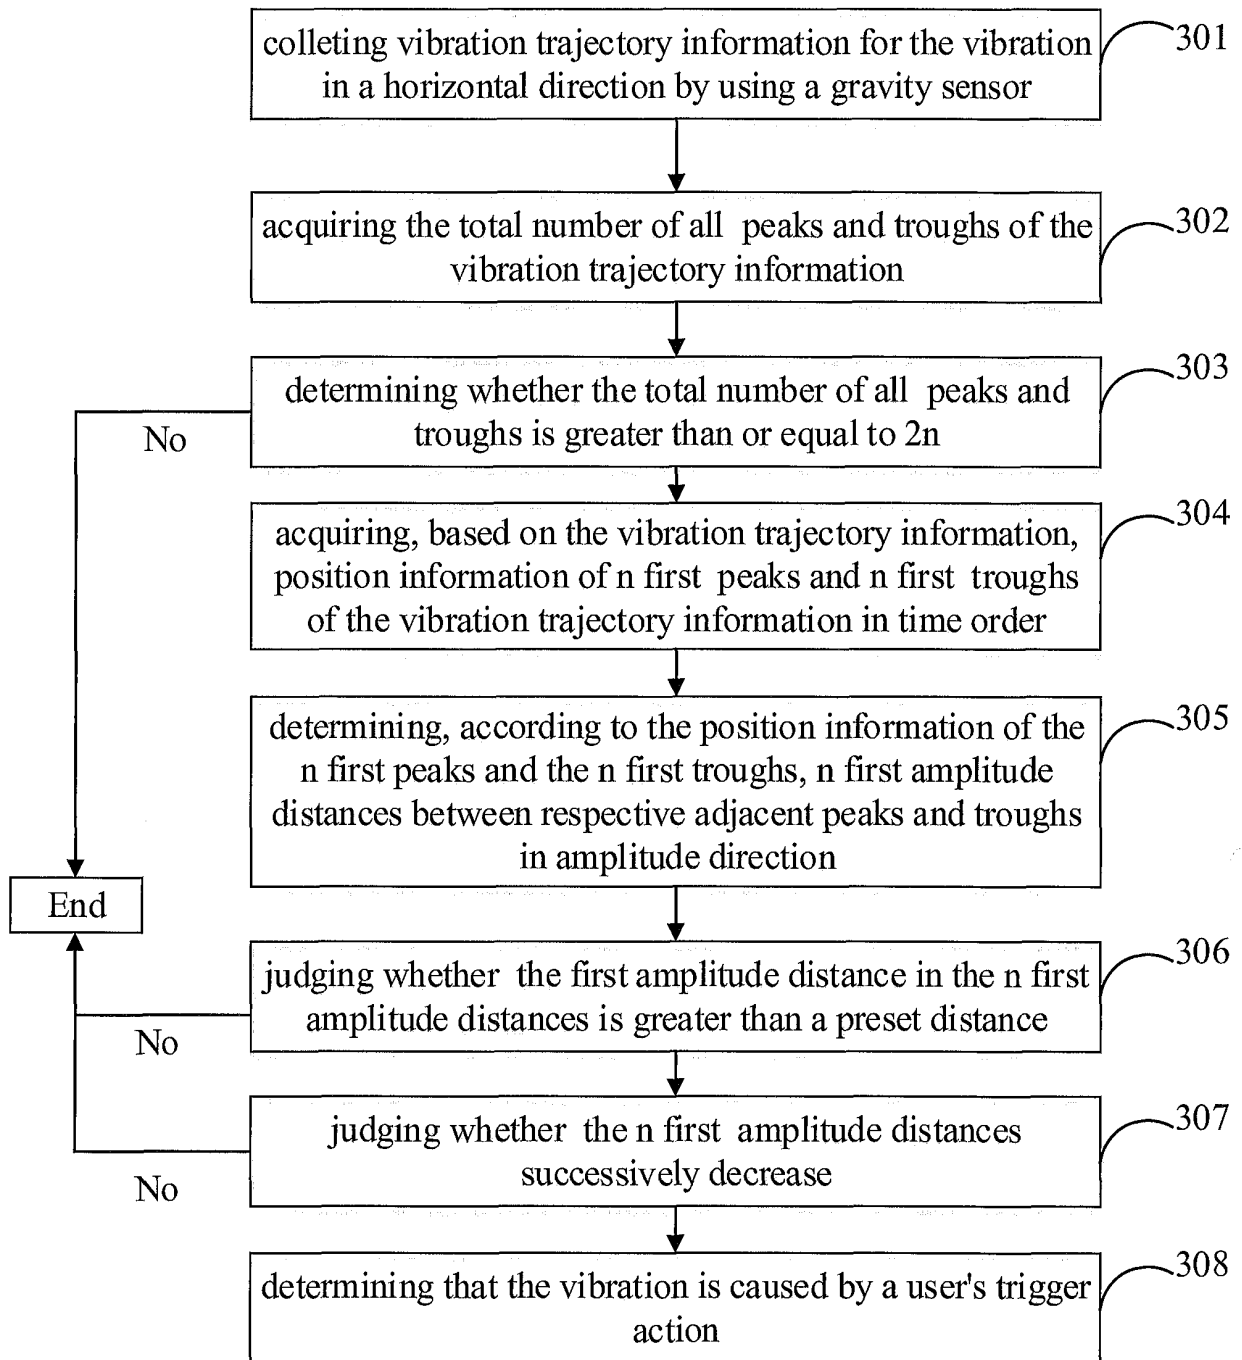 colleting vibration trajectory information for the vibration
in a horizontal direction by using a gravity sensor
301
acquiring the total number of all peaks and troughs of the
vibration trajectory information
302
determining whether the total number of all peaks and
troughs is greater than or equal to 2n
303
No
acquiring, based on the vibration trajectory information,
position information of n first peaks and n first troughs
of the vibration trajectory information in time order
304
determining, according to the position information of the
n first peaks and the n first troughs, n first amplitude
distances between respective adjacent peaks and troughs
in amplitude direction
305
End
judging whether the first amplitude distance in the n first
amplitude distances is greater than a preset distance
306
No
judging whether the n first amplitude distances
successively decrease
307
No
determining that the vibration is caused by a user's trigger
action
308